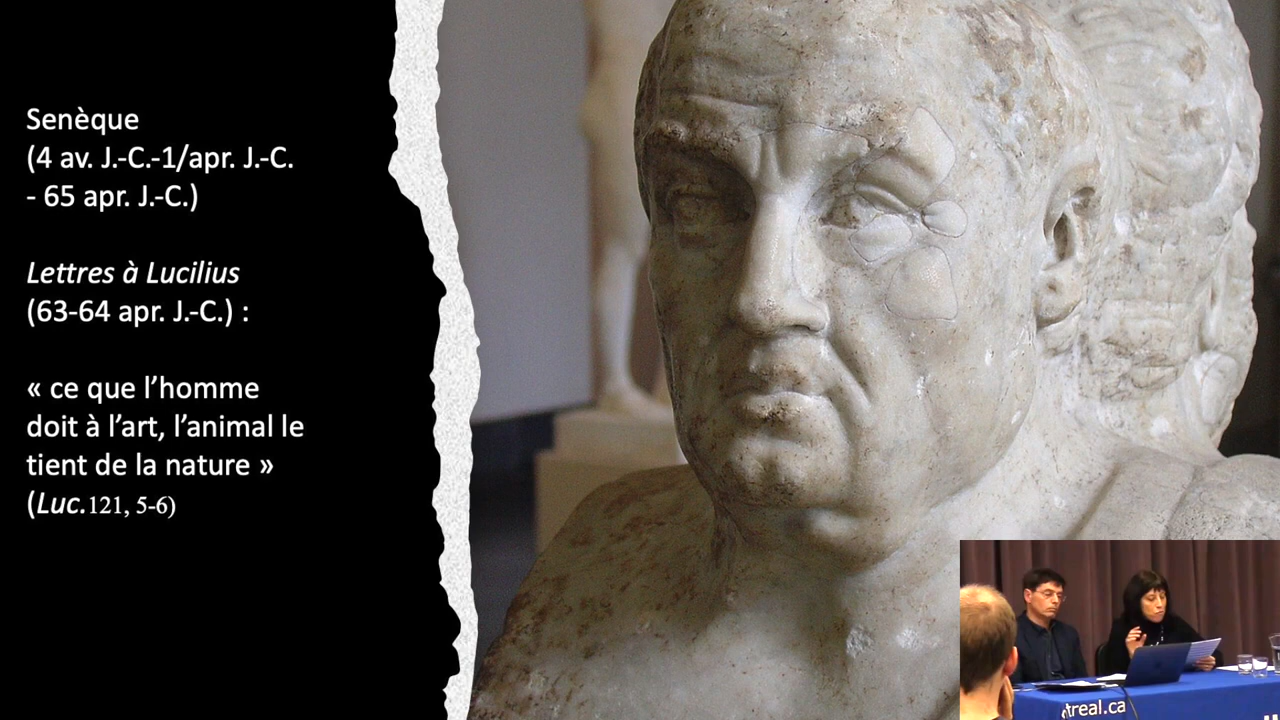 Senèque
(4 av. J.-C.-1/apr. J.-C.
- 65 apr. J.-C.)
Lettres à Lucilius
(63-64 apr. J.-C.) :
« ce que l’homme
doit à l’art, l’animal le
tient de la nature »
(Luc.121, 5-6)
treal.ca